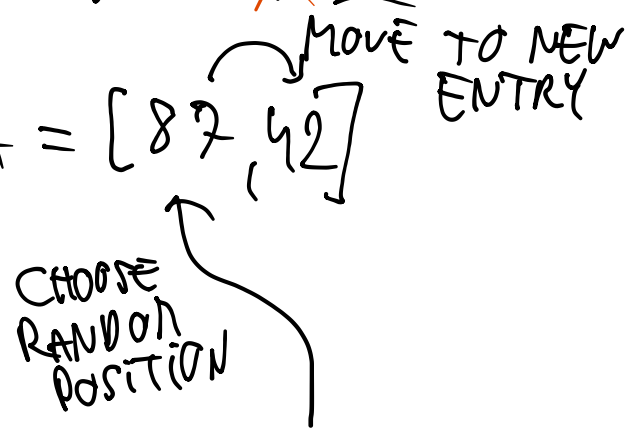 MOVE TO NEW
ENTRY
= [87, 42]
CHOOSE
RANDOM
POSITION